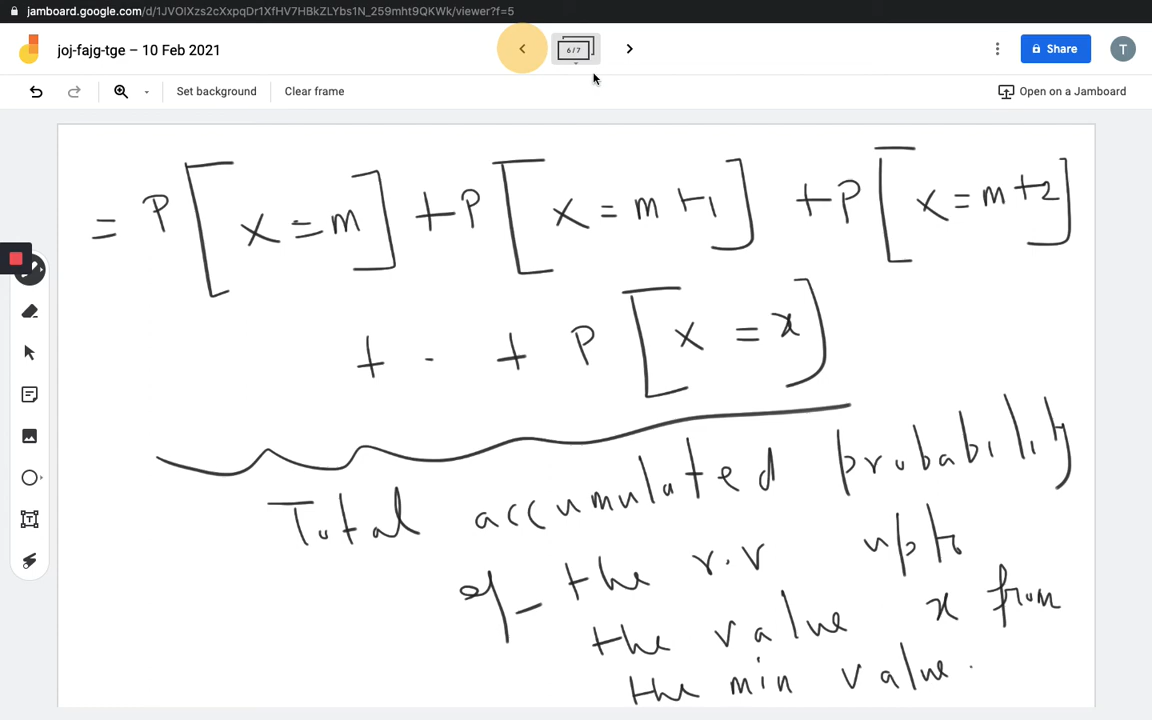 jamboard.google.com/d/1JVOlXzs2cXxpqDr1XfHV7HBkZLYbs1N_259mht9QKWk/viewer?f=5
joj-fajg-tge – 10 Feb 2021
6/7
Share
T
Set background
Clear frame
Open on a Jamboard
= P[X = m] + P[X = m+1] + P[X = m+2]
+ · + P[X = x]
Total accumulated probability
of the r.v upto
the value x from
the min value.